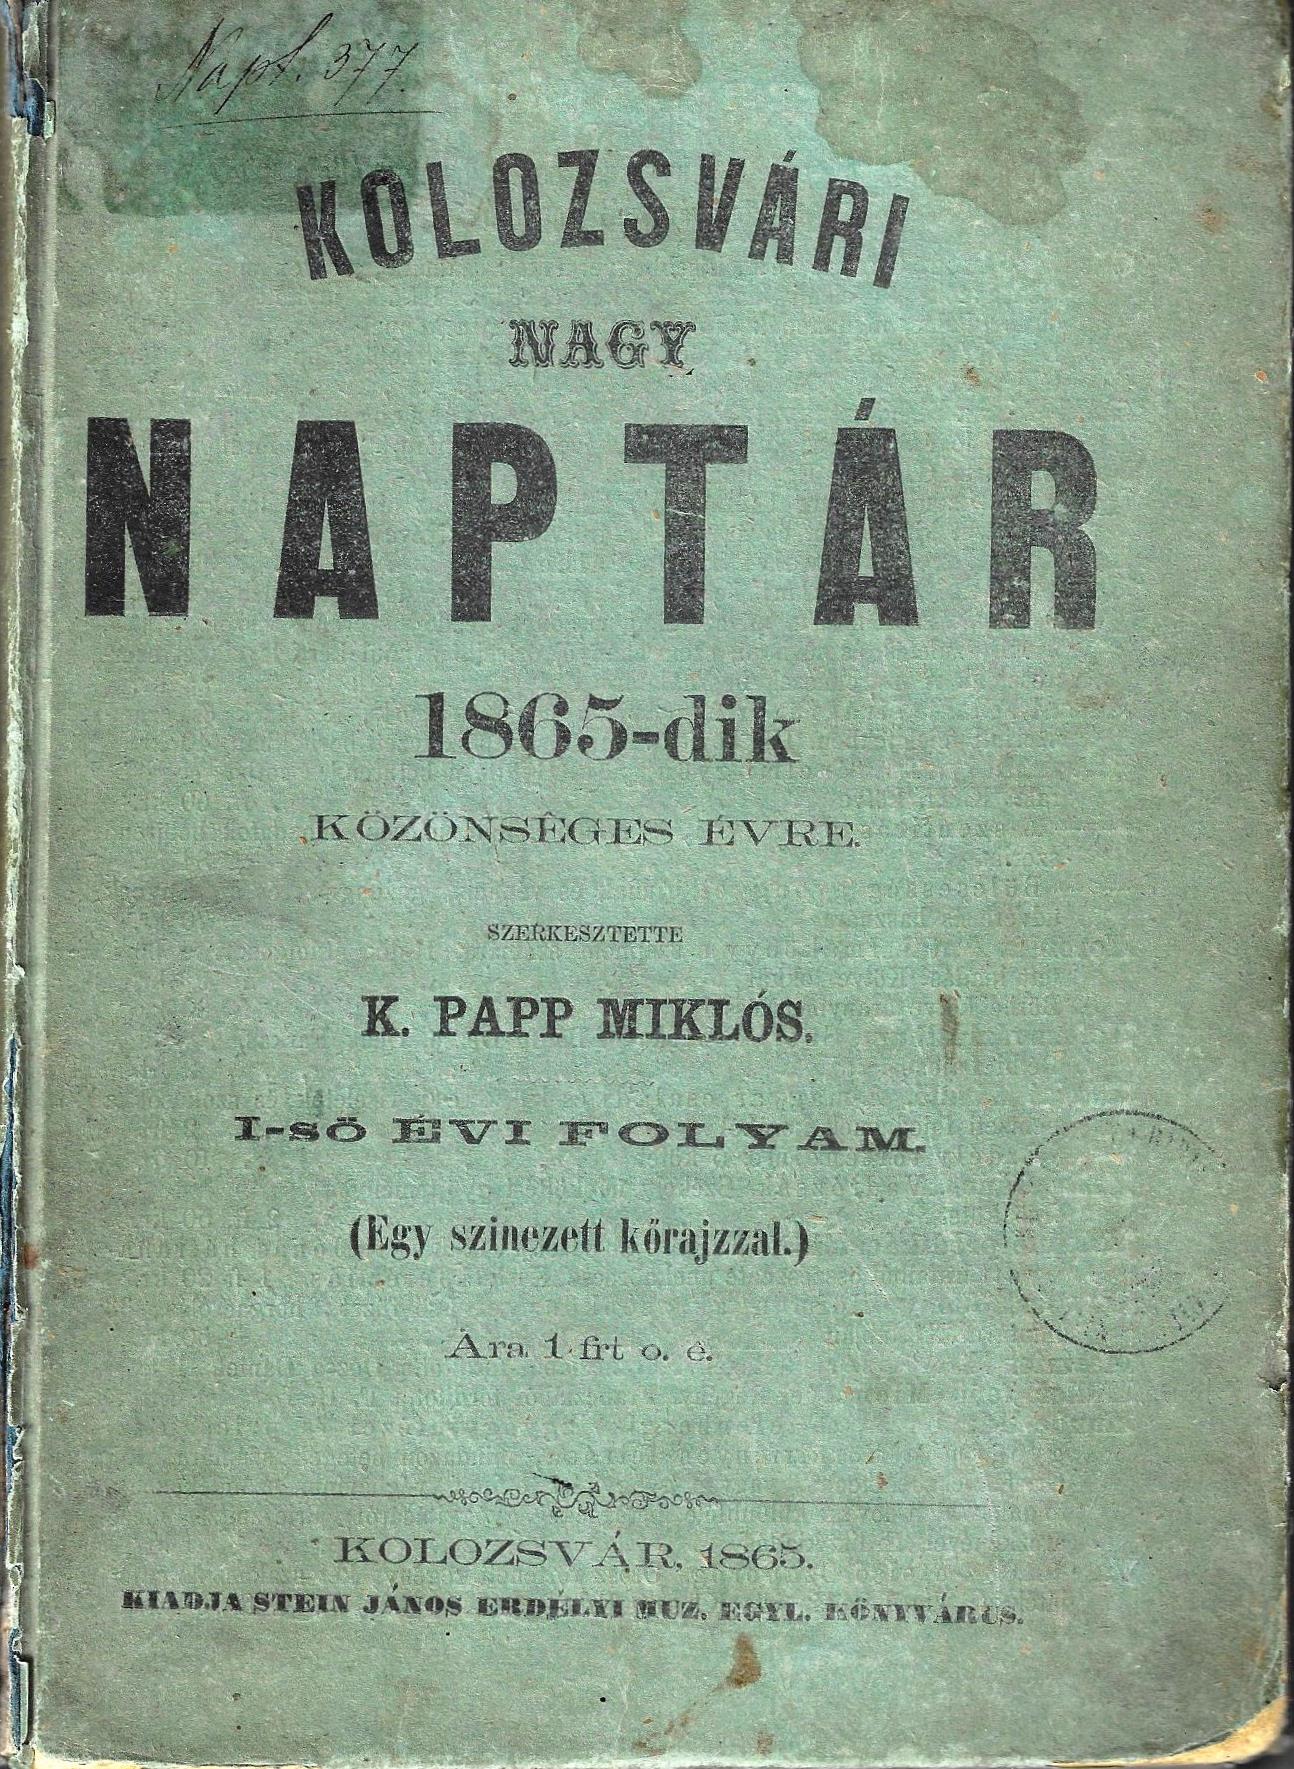 Napt. 377.
KOLOZSVÁRI
NAGY
NAPTÁR
1865-dik
KÖZÖNSÉGES ÉVRE.
SZERKESZTETTE
K. PAPP MIKLÓS.
I-SÖ ÉVI FOLYAM.
(Egy szinezett kőrajzzal.)
Ára 1 frt o. é.
KOLOZSVÁR, 1865.
KIADJA STEIN JÁNOS ERDÉLYI MUZ. EGYL. KÖNYVÁRUS.